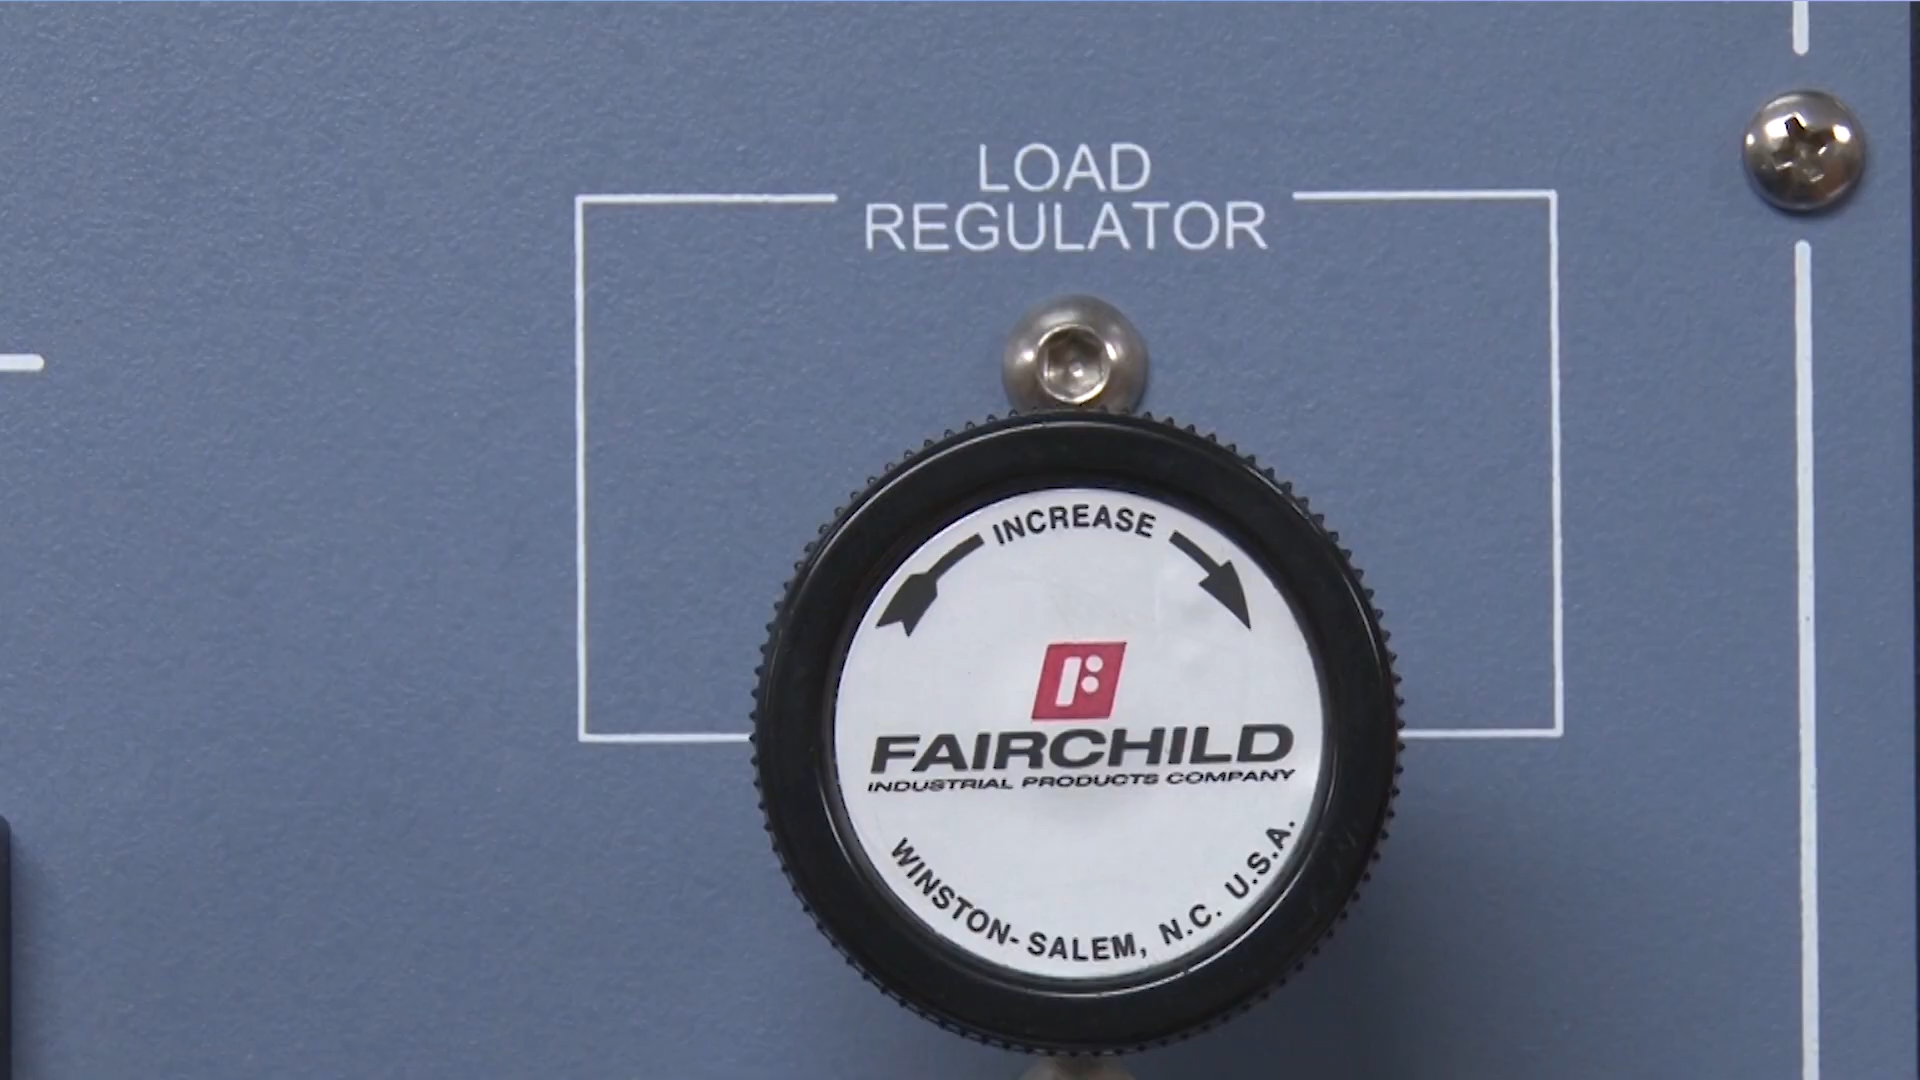 LOAD
REGULATOR
INCREASE
FAIRCHILD
INDUSTRIAL PRODUCTS COMPANY
WINSTON-SALEM, N.C. U.S.A.